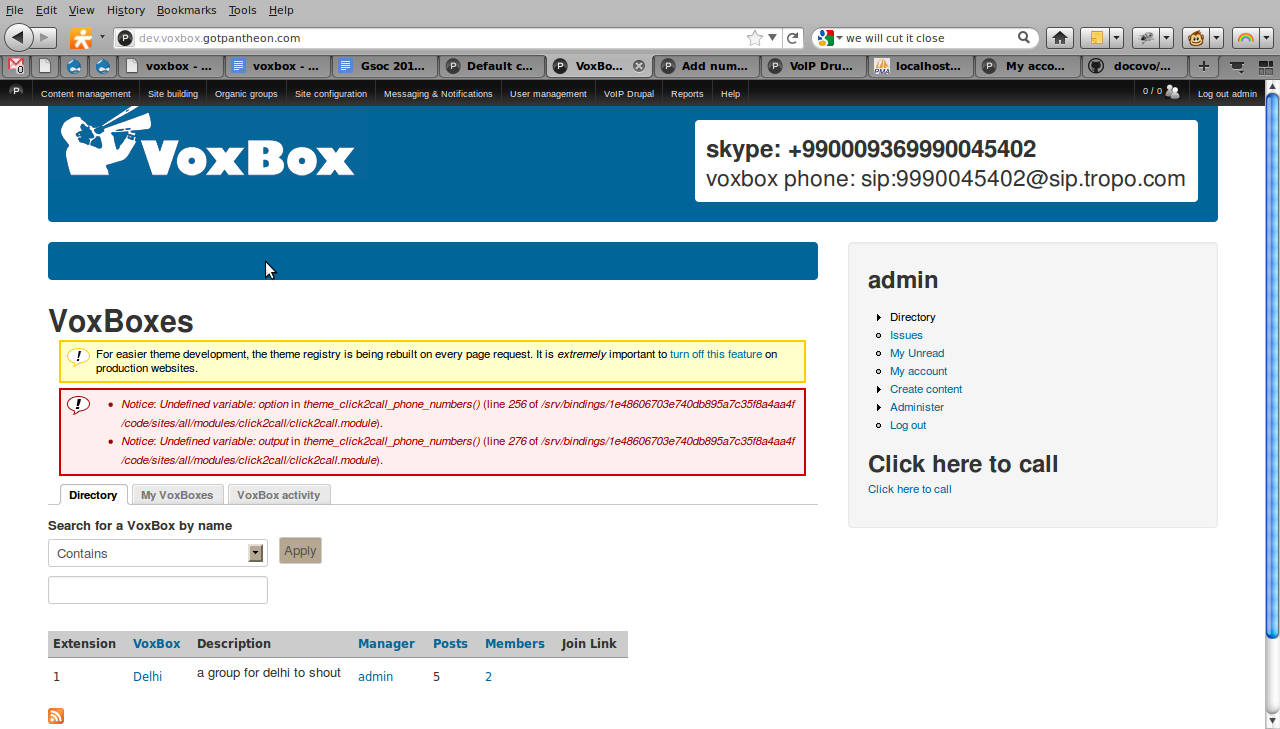 File Edit View History Bookmarks Tools Help
dev.voxbox.gotpantheon.com
we will cut it close
0 voxbox - ... voxbox - ... Gsoc 201... Default c... VoxBo... Add num... VoIP Dru... localhost... My acco... docovo/...
Content management Site building Organic groups Site configuration Messaging & Notifications User management VoIP Drupal Reports Help 0 / 0 Log out admin
VoxBox
skype: +990009369990045402
voxbox phone: sip:9990045402@sip.tropo.com
VoxBoxes
For easier theme development, the theme registry is being rebuilt on every page request. It is extremely important to turn off this feature on
production websites.
Notice: Undefined variable: option in theme_click2call_phone_numbers() (line 256 of /srv/bindings/1e48606703e740db895a7c35f8a4aa4f
/code/sites/all/modules/click2call/click2call.module).
Notice: Undefined variable: output in theme_click2call_phone_numbers() (line 276 of /srv/bindings/1e48606703e740db895a7c35f8a4aa4f
/code/sites/all/modules/click2call/click2call.module).
Directory My VoxBoxes VoxBox activity
Search for a VoxBox by name
Contains Apply
Extension VoxBox Description Manager Posts Members Join Link
1 Delhi a group for delhi to shout admin 5 2
admin
Directory
Issues
My Unread
My account
Create content
Administer
Log out
Click here to call
Click here to call